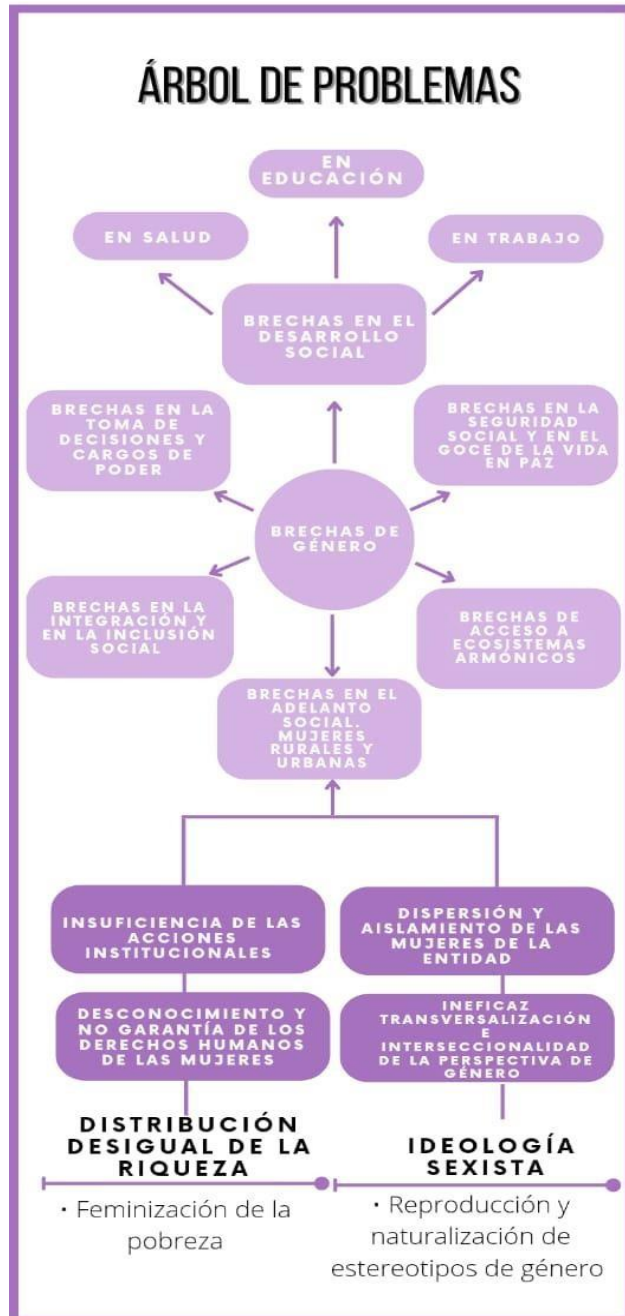 ÁRBOL DE PROBLEMAS
EN
EDUCACIÓN
EN SALUD
EN TRABAJO
BRECHAS EN EL
DESARROLLO
SOCIAL
BRECHAS EN LA
TOMA DE
DECISIONES Y
CARGOS DE
PODER
BRECHAS EN LA
SEGURIDAD
SOCIAL Y EN EL
GOCE DE LA VIDA
EN PAZ
BRECHAS DE
GÉNERO
BRECHAS EN LA
INTEGRACIÓN Y
EN LA INCLUSIÓN
SOCIAL
BRECHAS DE
ACCESO A
ECOSISTEMAS
ARMÓNICOS
BRECHAS EN EL
ADELANTO
SOCIAL.
MUJERES
RURALES Y
URBANAS
INSUFICIENCIA DE LAS
ACCIONES
INSTITUCIONALES
DISPERSIÓN Y
AISLAMIENTO DE LAS
MUJERES DE LA
ENTIDAD
DESCONOCIMIENTO Y
NO GARANTÍA DE LOS
DERECHOS HUMANOS
DE LAS MUJERES
INEFICAZ
TRANSVERSALIZACIÓN
E
INTERSECCIONALIDAD
DE LA PERSPECTIVA DE
GÉNERO
DISTRIBUCIÓN
DESIGUAL DE LA
RIQUEZA
• Feminización de la
pobreza
IDEOLOGÍA
SEXISTA
• Reproducción y
naturalización de
estereotipos de género